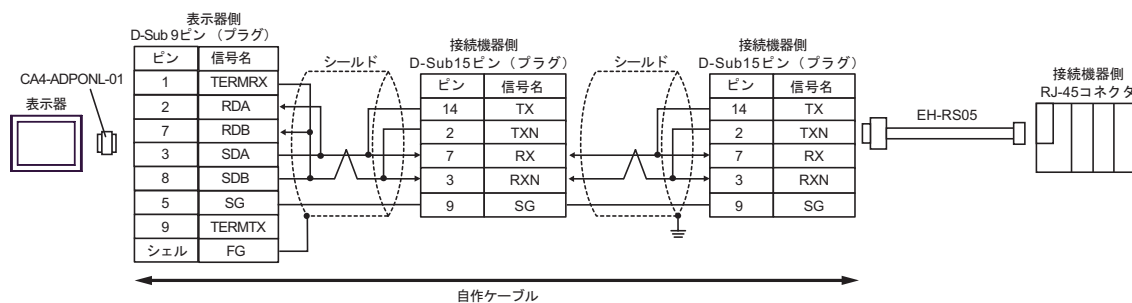 表示器側
D-Sub 9ピン （プラグ）
ピン 信号名
1 TERMRX
2 RDA
7 RDB
3 SDA
8 SDB
5 SG
9 TERMTX
シェル FG
CA4-ADPONL-01
表示器
シールド
接続機器側
D-Sub15ピン（プラグ）
ピン 信号名
14 TX
2 TXN
7 RX
3 RXN
9 SG
シールド
接続機器側
D-Sub15ピン（プラグ）
ピン 信号名
14 TX
2 TXN
7 RX
3 RXN
9 SG
EH-RS05
接続機器側
RJ-45コネクタ
自作ケーブル